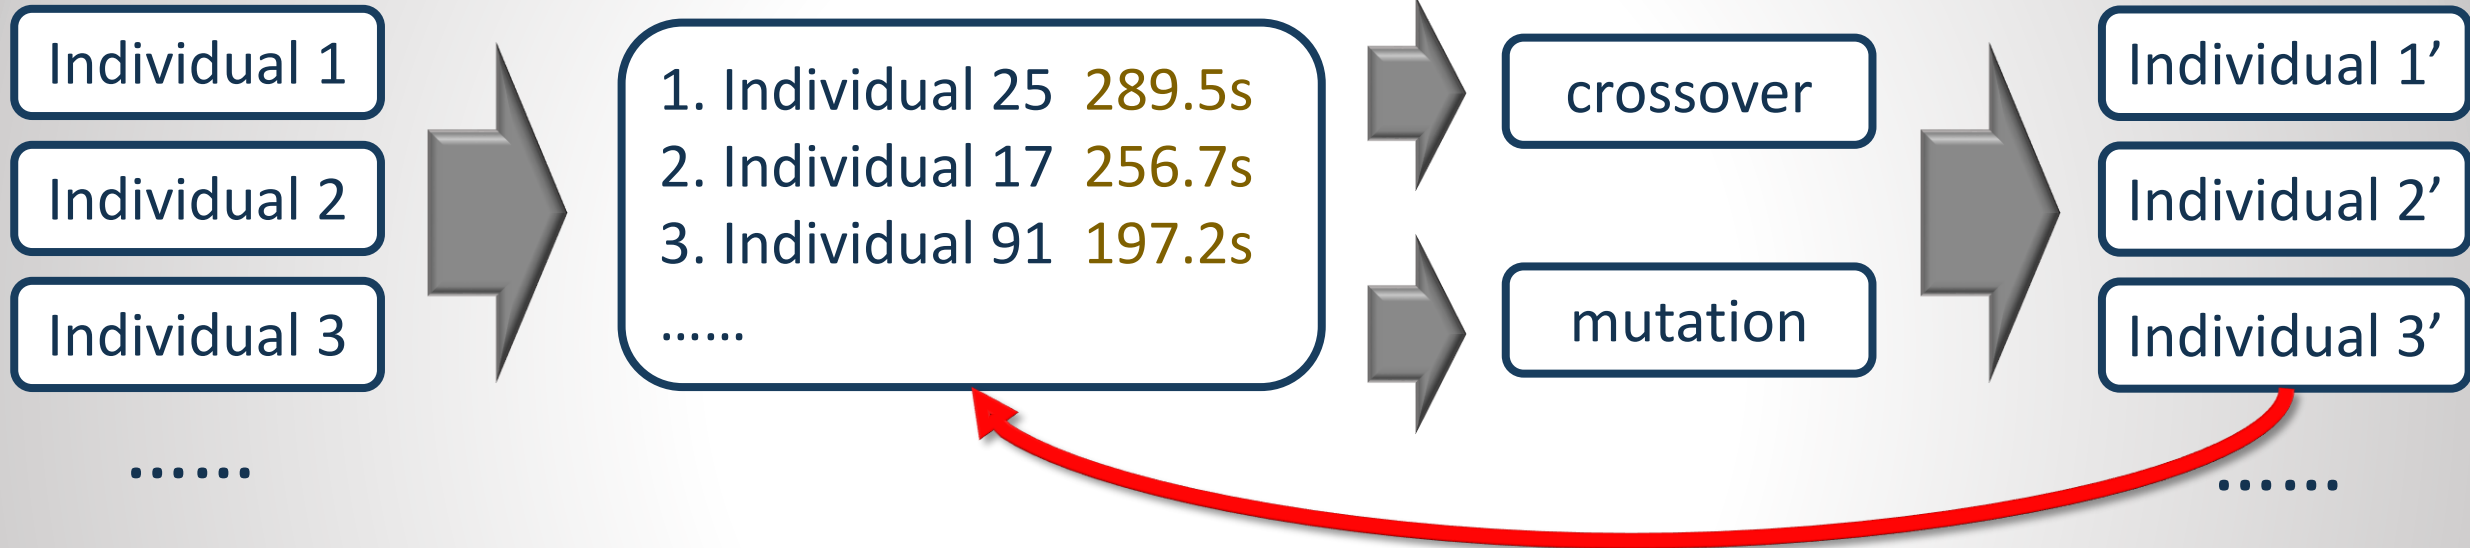 Individual 1
Individual 2
Individual 3
......
1. Individual 25 289.5s
2. Individual 17 256.7s
3. Individual 91 197.2s
......
crossover
mutation
Individual 1’
Individual 2’
Individual 3’
......